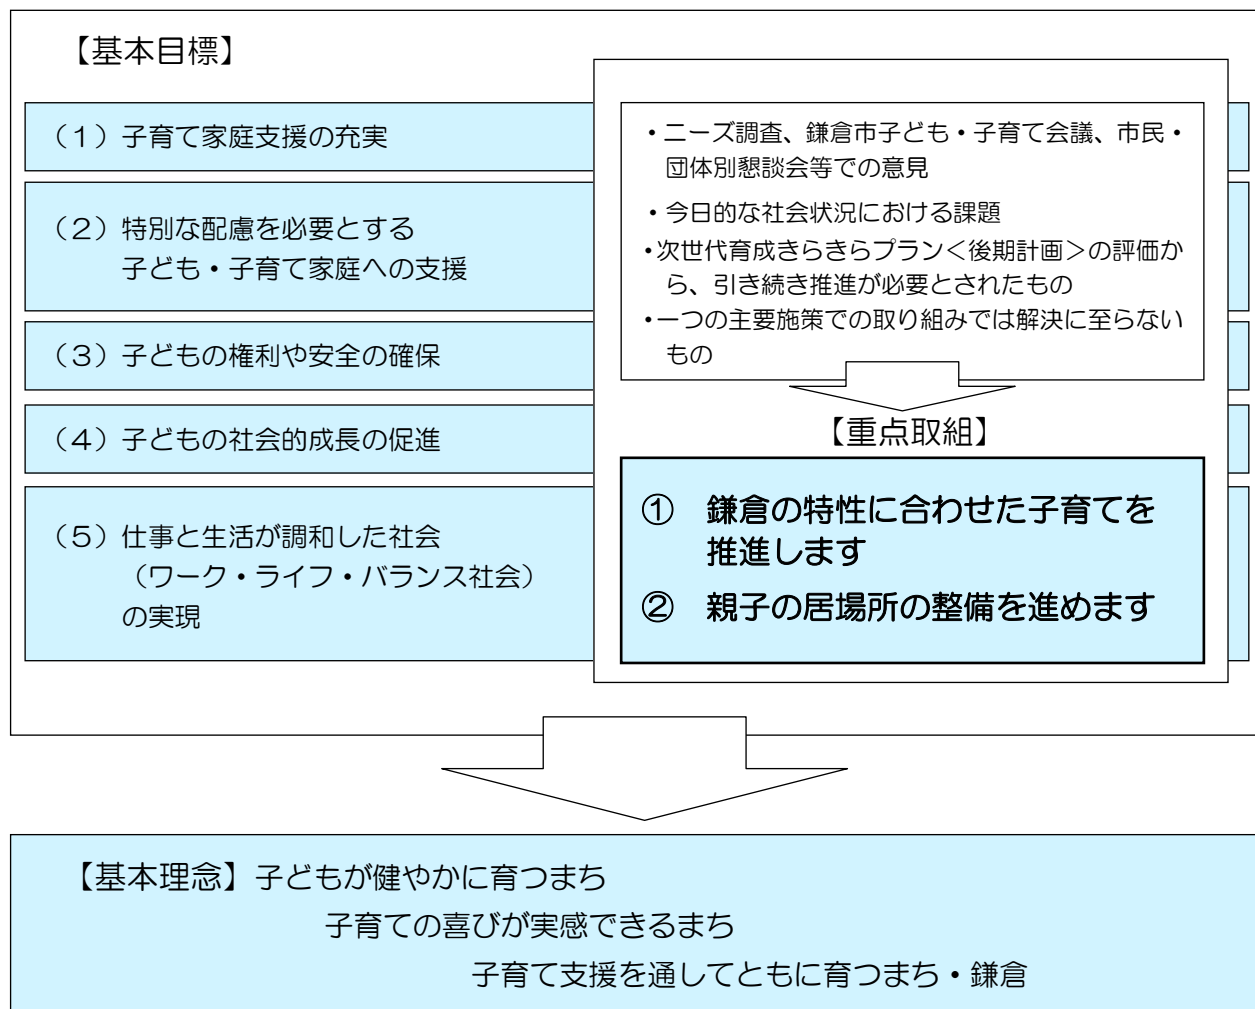 【基本目標】
（１）子育て家庭支援の充実
（２）特別な配慮を必要とする
子ども・子育て家庭への支援
（３）子どもの権利や安全の確保
（４）子どもの社会的成長の促進
（５）仕事と生活が調和した社会
（ワーク・ライフ・バランス社会）
の実現
・ニーズ調査、鎌倉市子ども・子育て会議、市民・
団体別懇談会等での意見
・今日的な社会状況における課題
・次世代育成きらきらプラン＜後期計画＞の評価か
ら、引き続き推進が必要とされたもの
・一つの主要施策での取り組みでは解決に至らない
もの
【重点取組】
①　鎌倉の特性に合わせた子育てを
推進します
②　親子の居場所の整備を進めます
【基本理念】子どもが健やかに育つまち
子育ての喜びが実感できるまち
子育て支援を通してともに育つまち・鎌倉